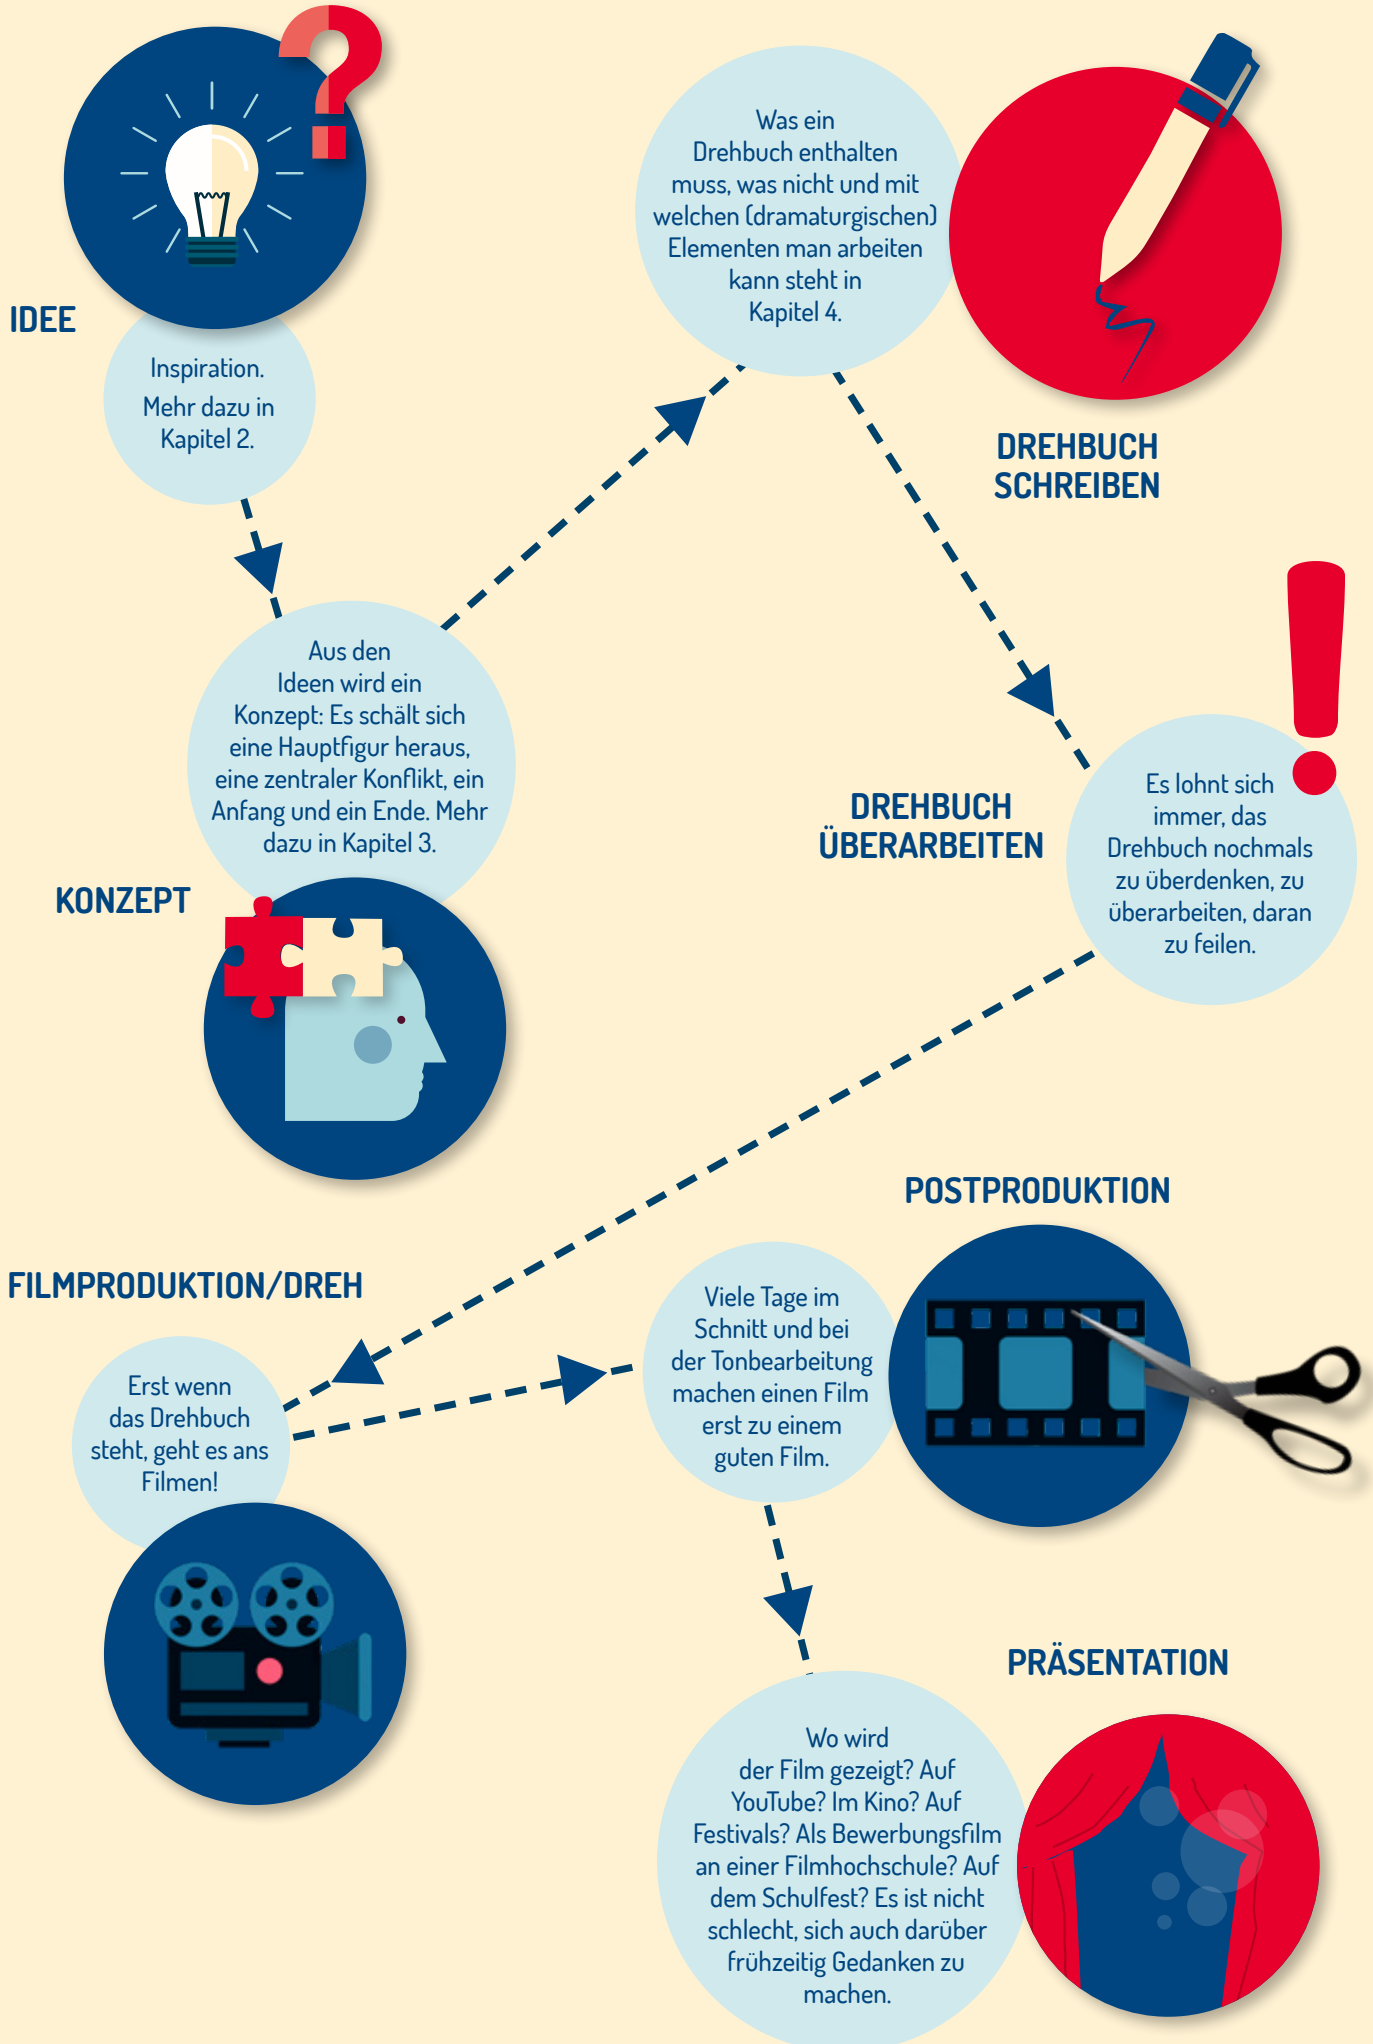 IDEE
Inspiration.
Mehr dazu in
Kapitel 2.
Aus den
Ideen wird ein
Konzept: Es schält sich
eine Hauptfigur heraus,
eine zentraler Konflikt, ein
Anfang und ein Ende. Mehr
dazu in Kapitel 3.
KONZEPT
Was ein
Drehbuch enthalten
muss, was nicht und mit
welchen (dramaturgischen)
Elementen man arbeiten
kann steht in
Kapitel 4.
DREHBUCH
SCHREIBEN
DREHBUCH
ÜBERARBEITEN
Es lohnt sich
immer, das
Drehbuch nochmals
zu überdenken, zu
überarbeiten, daran
zu feilen.
FILMPRODUKTION/DREH
Erst wenn
das Drehbuch
steht, geht es ans
Filmen!
POSTPRODUKTION
Viele Tage im
Schnitt und bei
der Tonbearbeitung
machen einen Film
erst zu einem
guten Film.
PRÄSENTATION
Wo wird
der Film gezeigt? Auf
YouTube? Im Kino? Auf
Festivals? Als Bewerbungsfilm
an einer Filmhochschule? Auf
dem Schulfest? Es ist nicht
schlecht, sich auch darüber
frühzeitig Gedanken zu
machen.